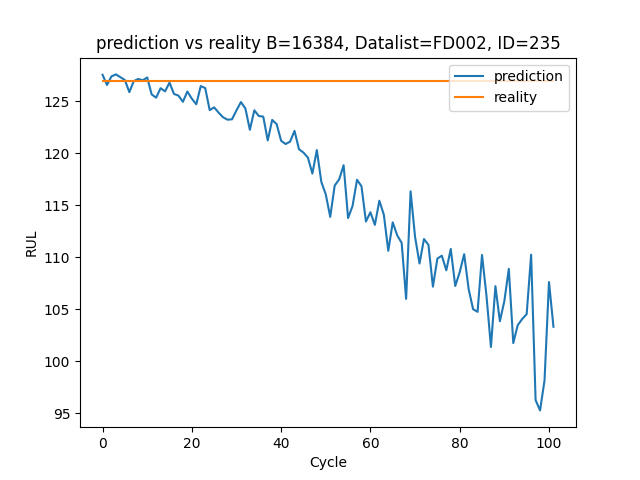 prediction vs reality B=16384, Datalist=FD002, ID=235
prediction
reality
125
120
115
110
105
100
95
RUL
0 20 40 60 80 100
Cycle